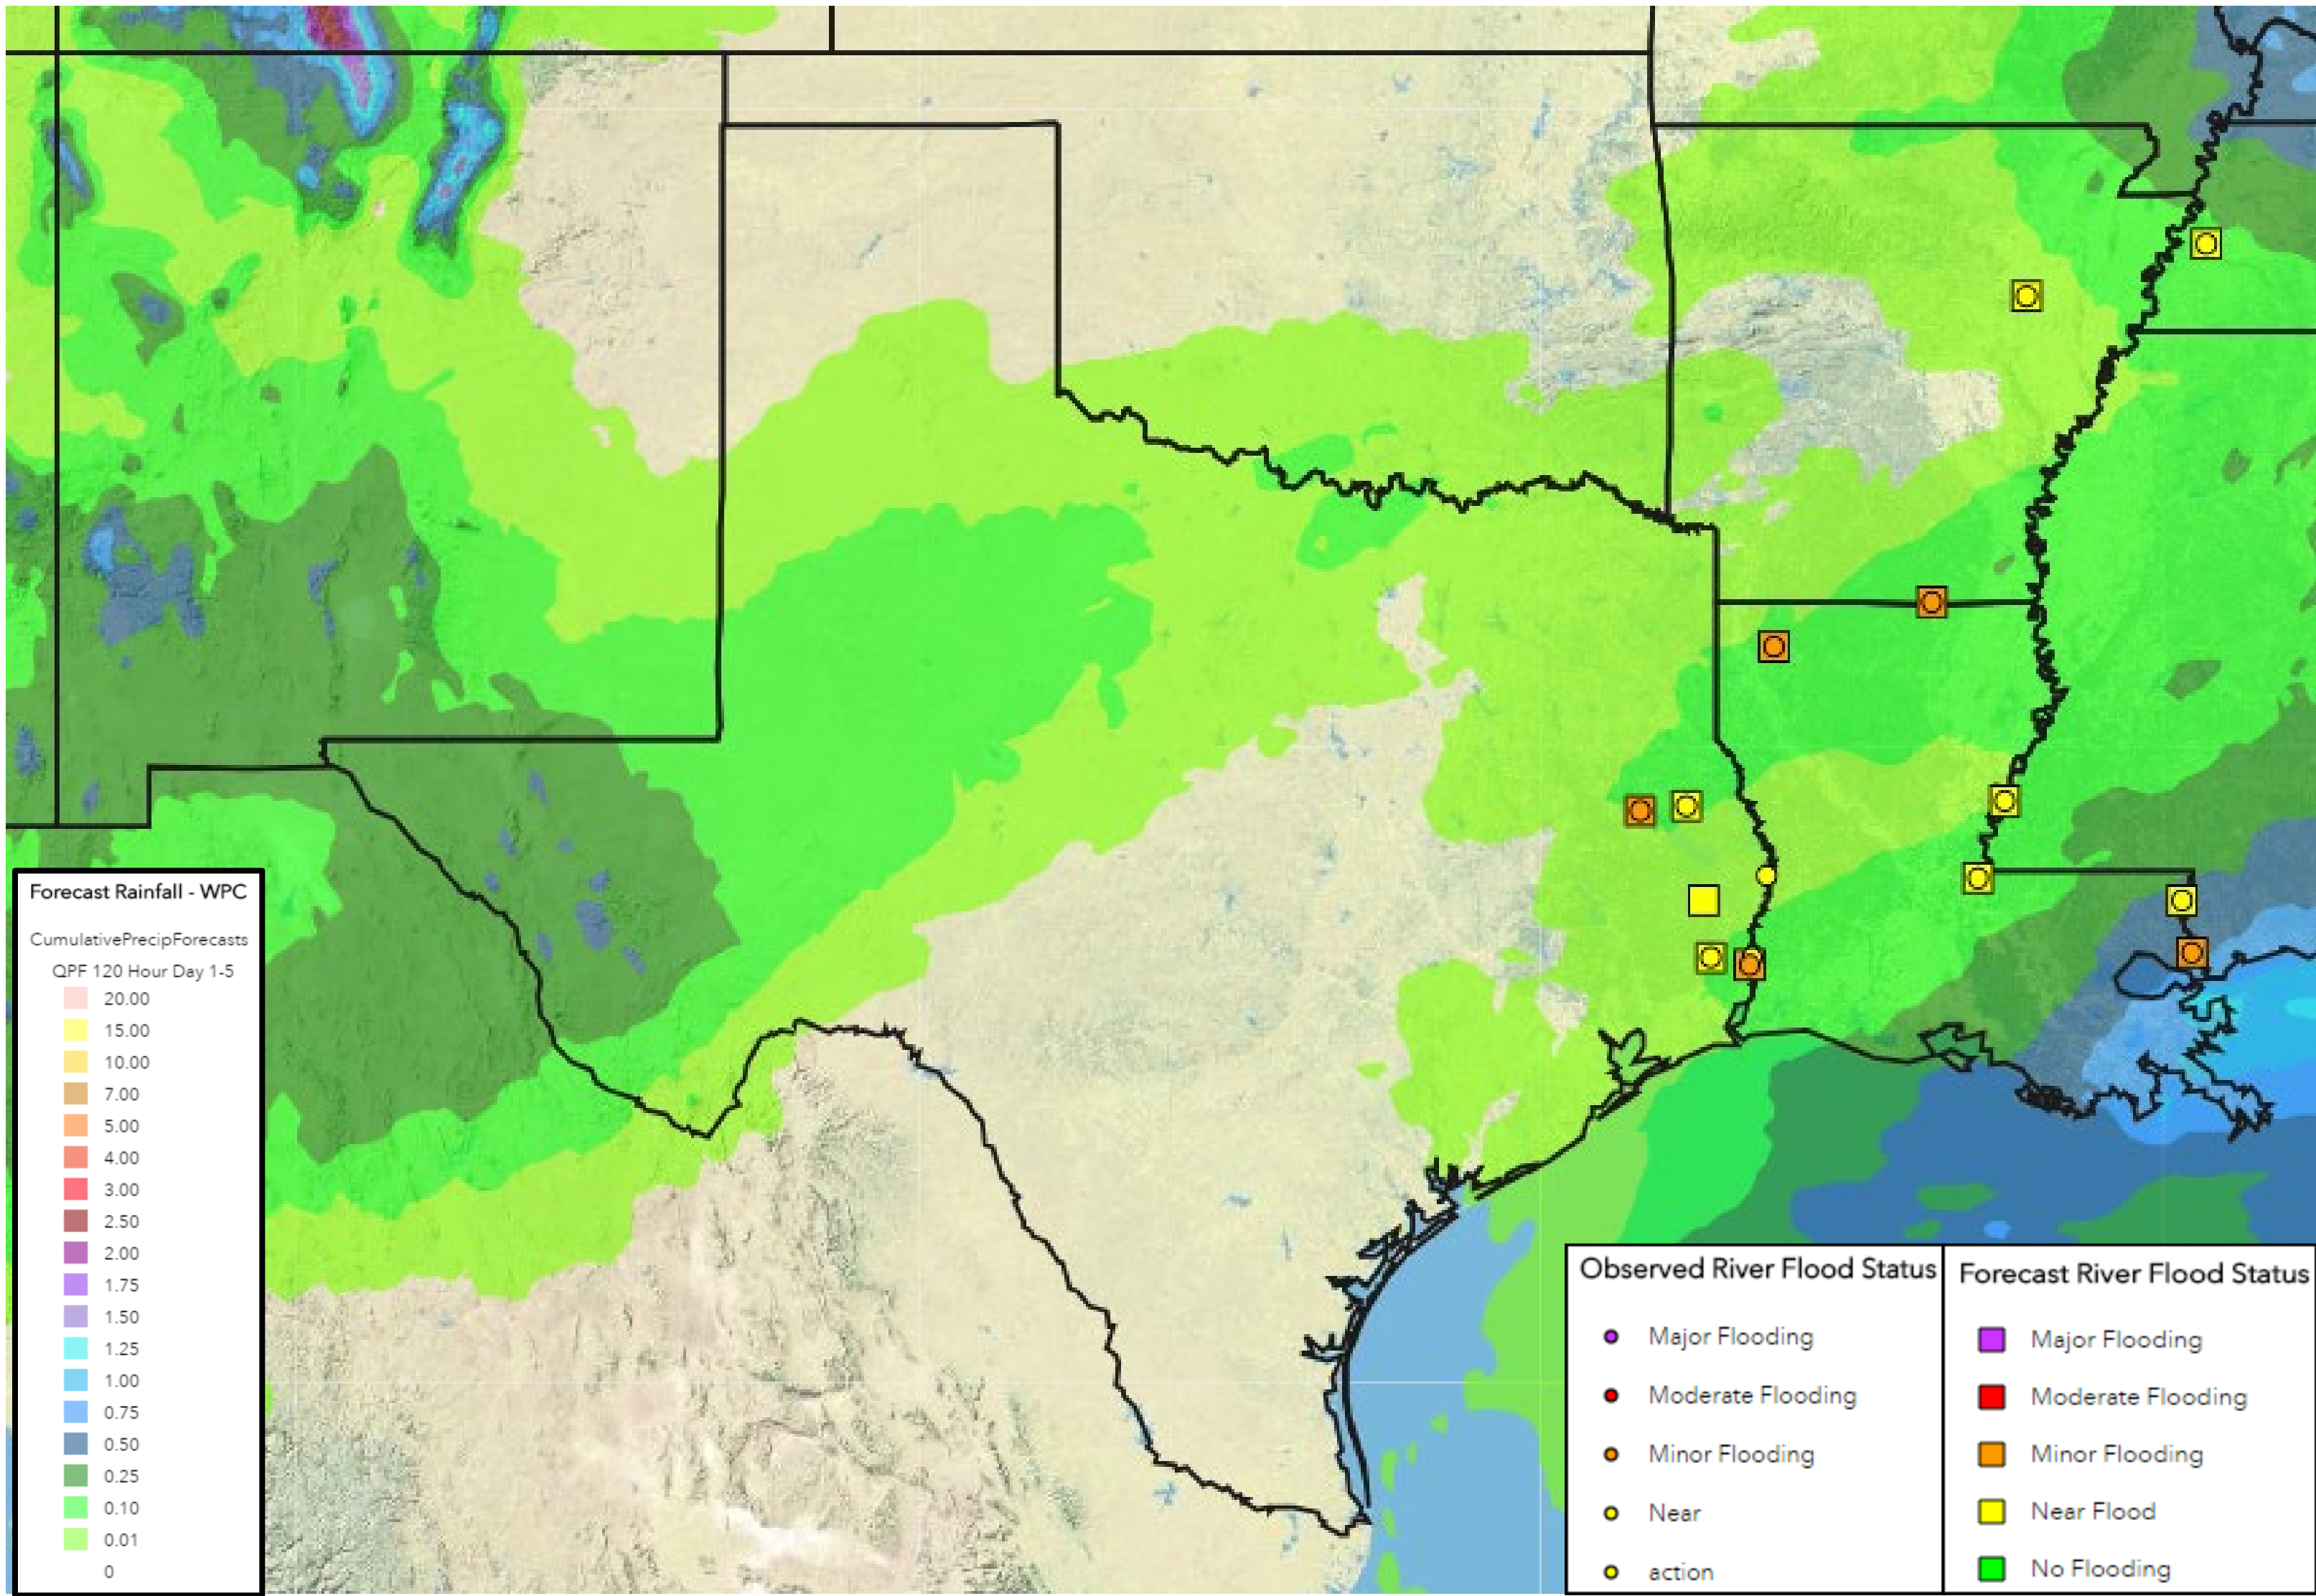 Forecast Rainfall - WPC
CumulativePrecipForecasts
QPF 120 Hour Day 1-5
20.00
15.00
10.00
7.00
5.00
4.00
3.00
2.50
2.00
1.75
1.50
1.25
1.00
0.75
0.50
0.25
0.10
0.01
0
Observed River Flood Status
Major Flooding
Moderate Flooding
Minor Flooding
Near
action
Forecast River Flood Status
Major Flooding
Moderate Flooding
Minor Flooding
Near Flood
No Flooding